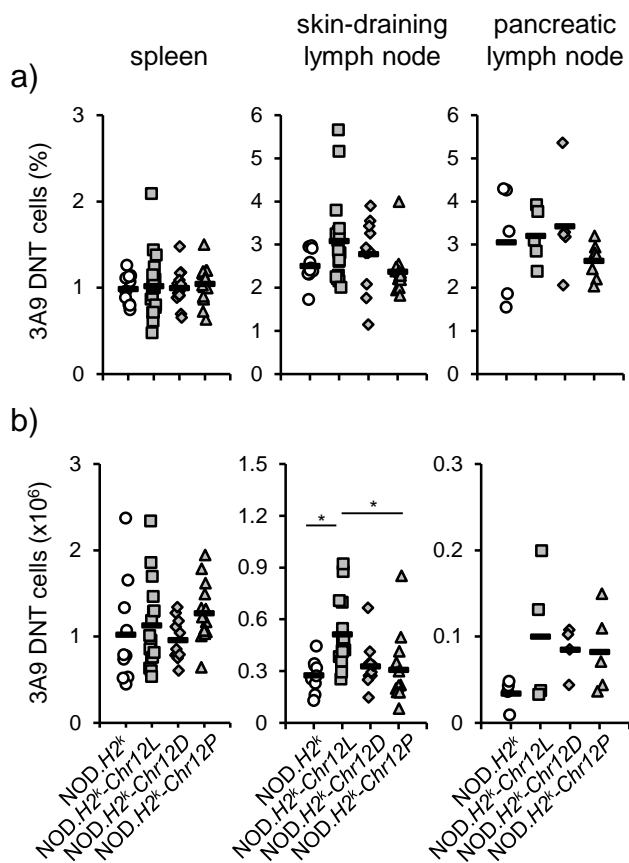 spleen
skin-draining
lymph node
pancreatic
lymph node
a)
3A9 DNT cells (%)
3
2
1
0
6
5
4
3
2
1
0
6
5
4
3
2
1
0
b)
3A9 DNT cells (x10⁶)
3
2
1
0
1.5
1.2
0.9
0.6
0.3
0
* *
0.3
0.2
0.1
0
NOD.H2ᵏ
NOD.H2ᵏ-Chr12L
NOD.H2ᵏ-Chr12D
NOD.H2ᵏ-Chr12P
NOD.H2ᵏ
NOD.H2ᵏ-Chr12L
NOD.H2ᵏ-Chr12D
NOD.H2ᵏ-Chr12P
NOD.H2ᵏ
NOD.H2ᵏ-Chr12L
NOD.H2ᵏ-Chr12D
NOD.H2ᵏ-Chr12P